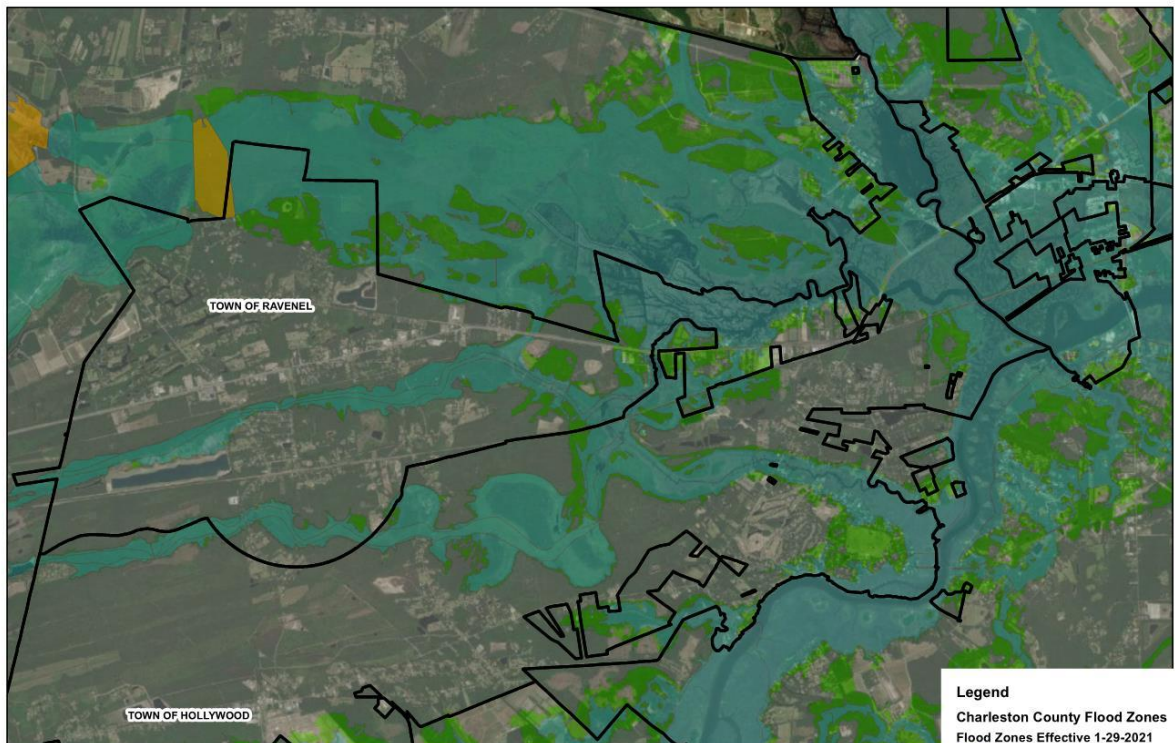 TOWN OF RAVENEL
TOWN OF HOLLYWOOD
Legend
Charleston County Flood Zones
Flood Zones Effective 1-29-2021